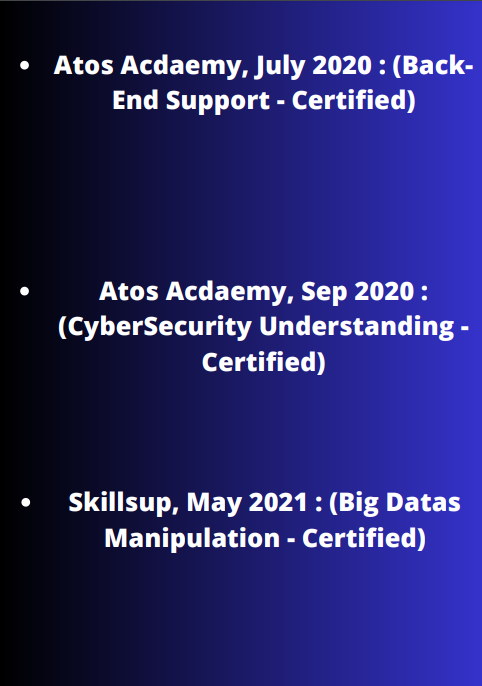 • Atos Acdaemy, July 2020 : (Back-
End Support - Certified)
• Atos Acdaemy, Sep 2020 :
(CyberSecurity Understanding -
Certified)
• Skillsup, May 2021 : (Big Datas
Manipulation - Certified)